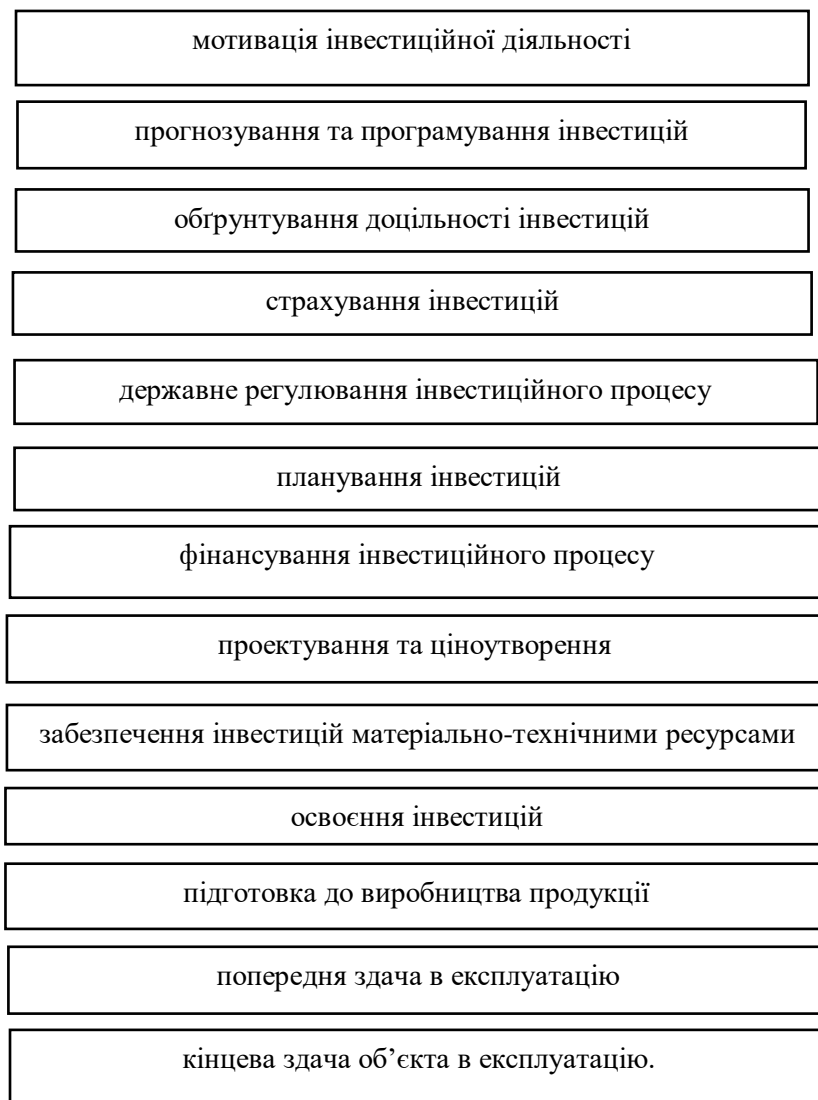 мотивація інвестиційної діяльності
прогнозування та програмування інвестицій
обґрунтування доцільності інвестицій
страхування інвестицій
державне регулювання інвестиційного процесу
планування інвестицій
фінансування інвестиційного процесу
проектування та ціноутворення
забезпечення інвестицій матеріально-технічними ресурсами
освоєння інвестицій
підготовка до виробництва продукції
попередня здача в експлуатацію
кінцева здача об’єкта в експлуатацію.